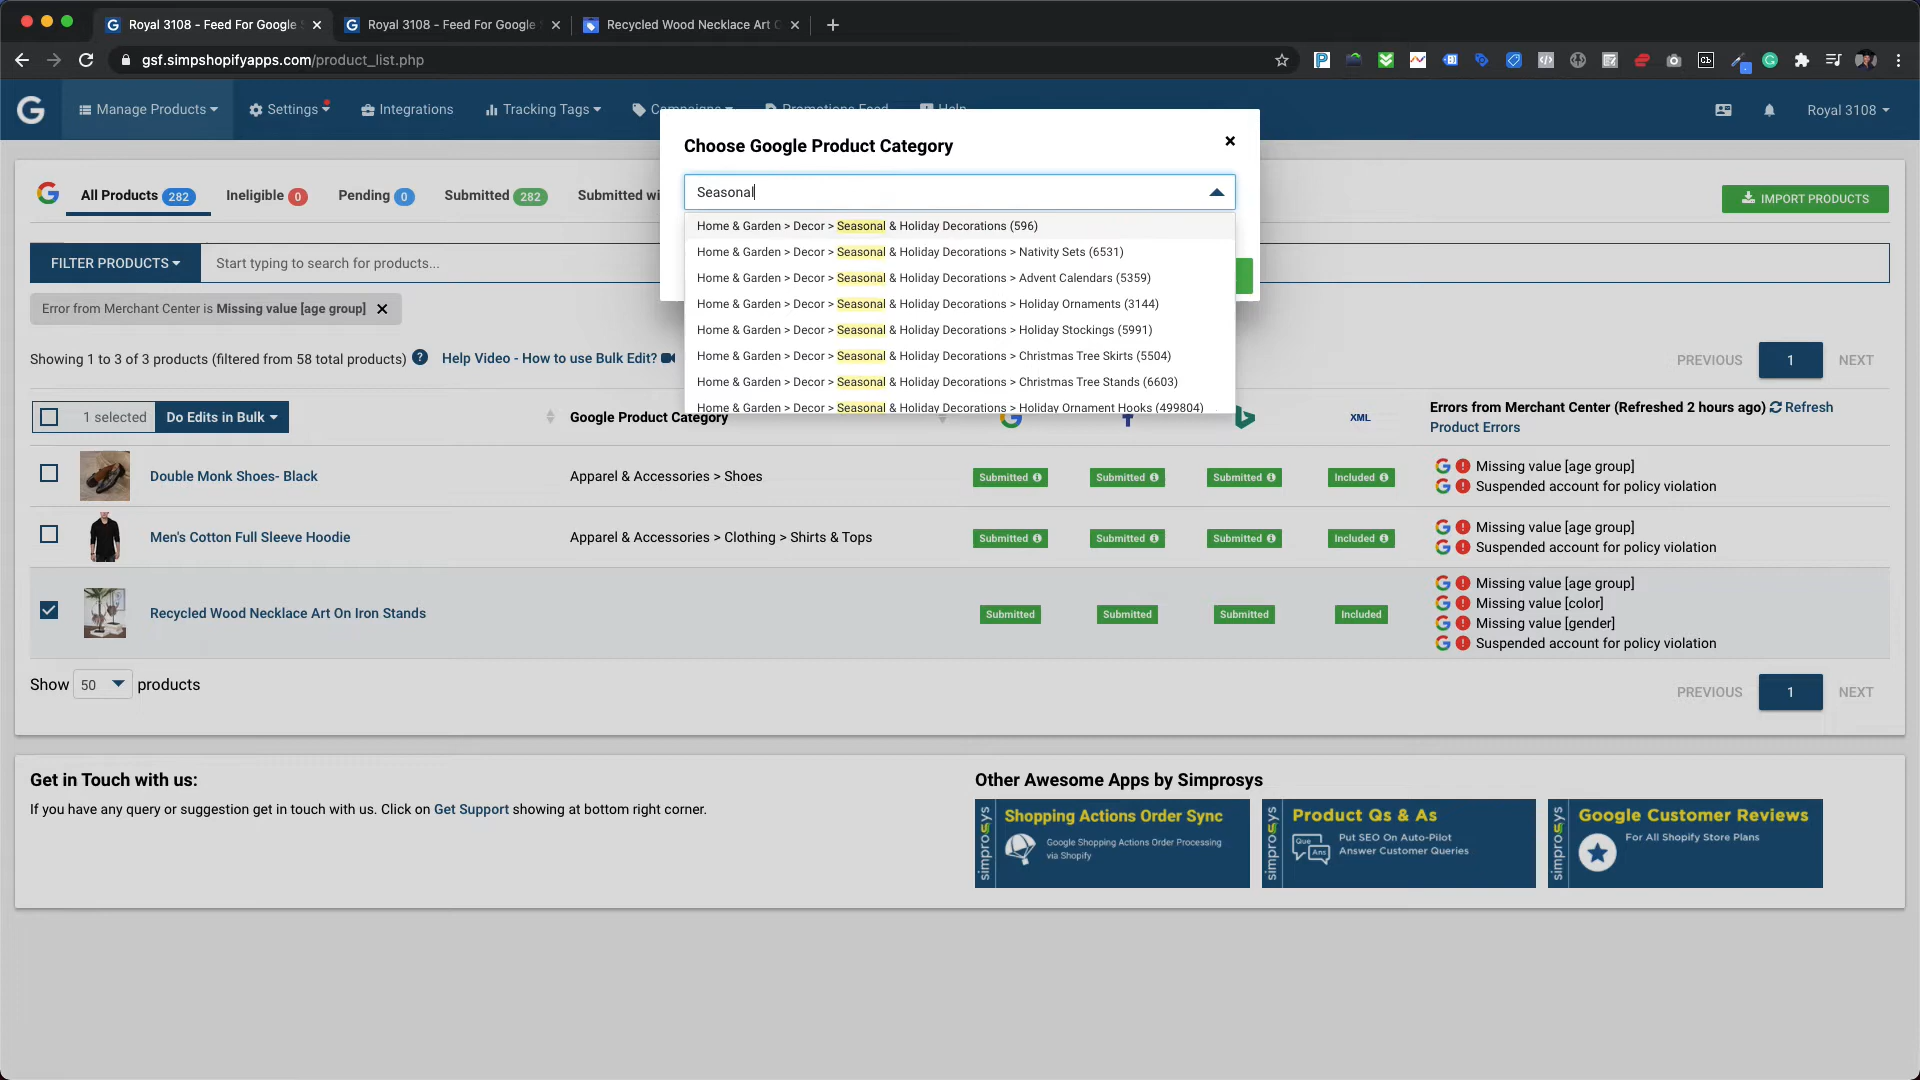 Royal 3108 - Feed For Google
Royal 3108 - Feed For Google
Recycled Wood Necklace Art
gsf.simpshopifyapps.com/product_list.php
Manage Products
Settings
Integrations
Tracking Tags
Promotions Feed
Help
Royal 3108
Choose Google Product Category
Seasonal
Home & Garden > Decor > Seasonal & Holiday Decorations (596)
Home & Garden > Decor > Seasonal & Holiday Decorations > Nativity Sets (6531)
Home & Garden > Decor > Seasonal & Holiday Decorations > Advent Calendars (5359)
Home & Garden > Decor > Seasonal & Holiday Decorations > Holiday Ornaments (3144)
Home & Garden > Decor > Seasonal & Holiday Decorations > Holiday Stockings (5991)
Home & Garden > Decor > Seasonal & Holiday Decorations > Christmas Tree Skirts (5504)
Home & Garden > Decor > Seasonal & Holiday Decorations > Christmas Tree Stands (6603)
Home & Garden > Decor > Seasonal & Holiday Decorations > Holiday Ornament Hooks (499804)
All Products 282
Ineligible 0
Pending 0
Submitted 282
Submitted wi
IMPORT PRODUCTS
FILTER PRODUCTS
Start typing to search for products...
Error from Merchant Center is Missing value [age group]
Showing 1 to 3 of 3 products (filtered from 58 total products)
Help Video - How to use Bulk Edit?
PREVIOUS 1 NEXT
1 selected
Do Edits in Bulk
Google Product Category
XML
Errors from Merchant Center (Refreshed 2 hours ago) Refresh
Product Errors
Double Monk Shoes- Black
Apparel & Accessories > Shoes
Submitted
Submitted
Submitted
Included
Missing value [age group]
Suspended account for policy violation
Men's Cotton Full Sleeve Hoodie
Apparel & Accessories > Clothing > Shirts & Tops
Submitted
Submitted
Submitted
Included
Missing value [age group]
Suspended account for policy violation
Recycled Wood Necklace Art On Iron Stands
Submitted
Submitted
Submitted
Included
Missing value [age group]
Missing value [color]
Missing value [gender]
Suspended account for policy violation
Show 50 products
PREVIOUS 1 NEXT
Get in Touch with us:
If you have any query or suggestion get in touch with us. Click on Get Support showing at bottom right corner.
Other Awesome Apps by Simprosys
simprosys
Shopping Actions Order Sync
Google Shopping Actions Order Processing
via Shopify
simprosys
Product Qs & As
Que
Ans
Put SEO On Auto-Pilot
Answer Customer Queries
simprosys
Google Customer Reviews
For All Shopify Store Plans